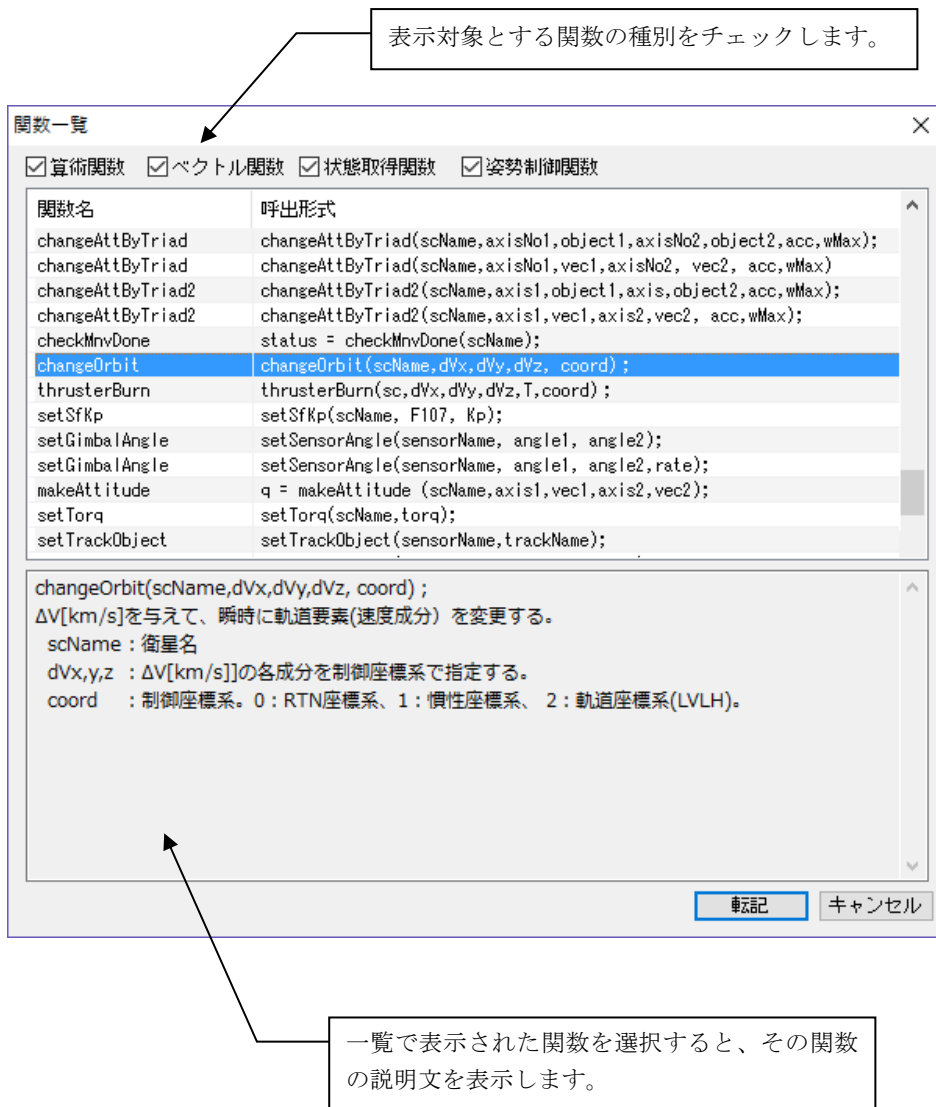 表示対象とする関数の種別をチェックします。
関数一覧
算術関数 ベクトル関数 状態取得関数 姿勢制御関数
関数名 呼出形式
changeAttByTriad changeAttByTriad(scName,axisNo1,object1,axisNo2,object2,acc,wMax);
changeAttByTriad changeAttByTriad(scName,axisNo1,vec1,axisNo2, vec2, acc,wMax)
changeAttByTriad2 changeAttByTriad2(scName,axis1,object1,axis,object2,acc,wMax);
changeAttByTriad2 changeAttByTriad2(scName,axis1,vec1,axis2,vec2, acc,wMax);
checkMnvDone status = checkMnvDone(scName);
changeOrbit changeOrbit(scName,dVx,dVy,dVz, coord) ;
thrusterBurn thrusterBurn(sc,dVx,dVy,dVz,T,coord) ;
setSfKp setSfKp(scName, F107, Kp);
setGimbalAngle setSensorAngle(sensorName, angle1, angle2);
setGimbalAngle setSensorAngle(sensorName, angle1, angle2,rate);
makeAttitude q = makeAttitude (scName,axis1,vec1,axis2,vec2);
setTorq setTorq(scName,torq);
setTrackObject setTrackObject(sensorName,trackName);
changeOrbit(scName,dVx,dVy,dVz, coord) ;
ΔV[km/s]を与えて、瞬時に軌道要素(速度成分）を変更する。
scName：衛星名
dVx,y,z ：ΔV[km/s]]の各成分を制御座標系で指定する。
coord ：制御座標系。0：RTN座標系、1：慣性座標系、 2：軌道座標系(LVLH)。
転記 キャンセル
一覧で表示された関数を選択すると、その関数
の説明文を表示します。